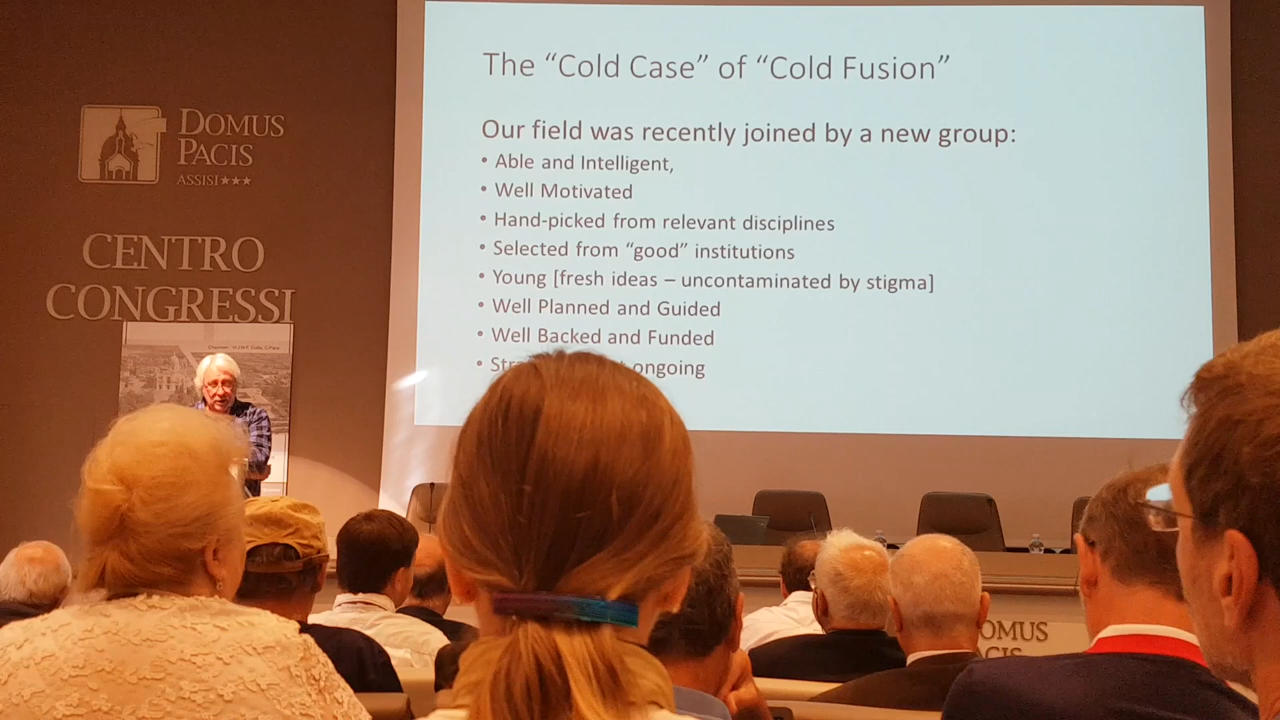 The “Cold Case” of “Cold Fusion”
Our field was recently joined by a new group:
• Able and Intelligent,
• Well Motivated
• Hand-picked from relevant disciplines
• Selected from “good” institutions
• Young [fresh ideas – uncontaminated by stigma]
• Well Planned and Guided
• Well Backed and Funded
• ongoing
DOMUS
PACIS
ASSISI★★★
CENTRO
CONGRESSI